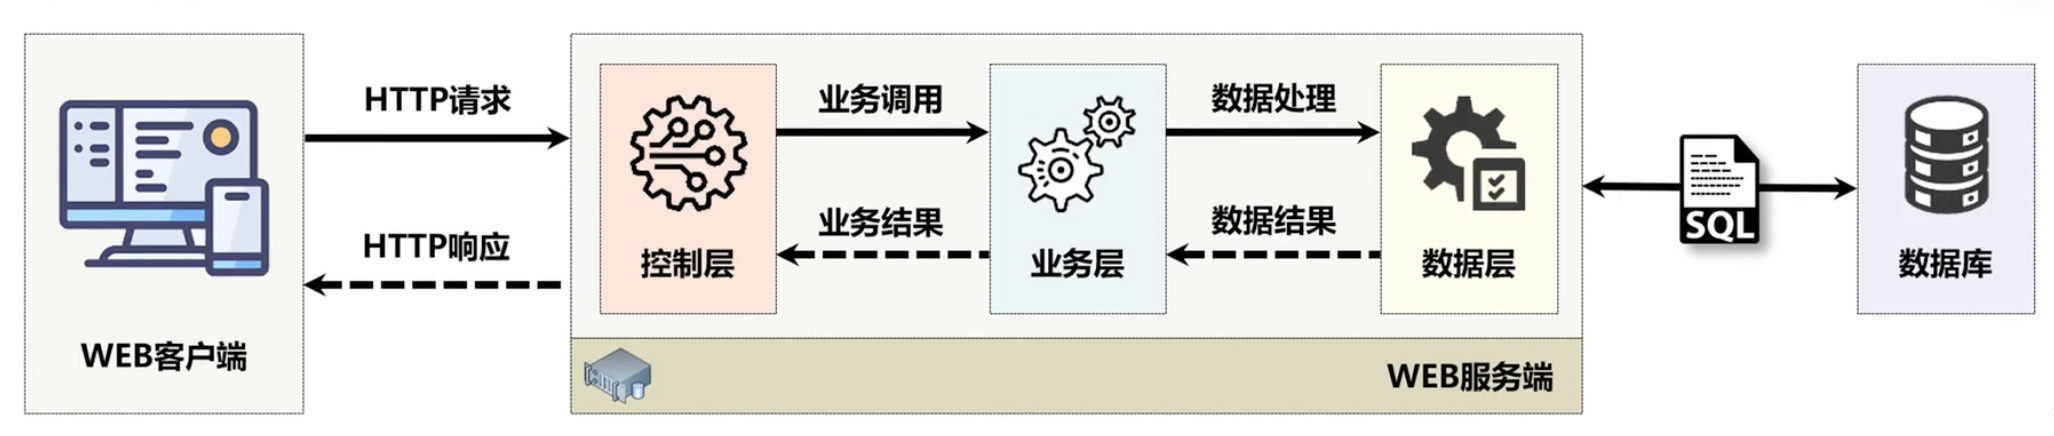 HTTP请求
HTTP响应
WEB客户端
业务调用
业务结果
控制层
数据处理
数据结果
业务层
数据层
WEB服务端
SQL
数据库